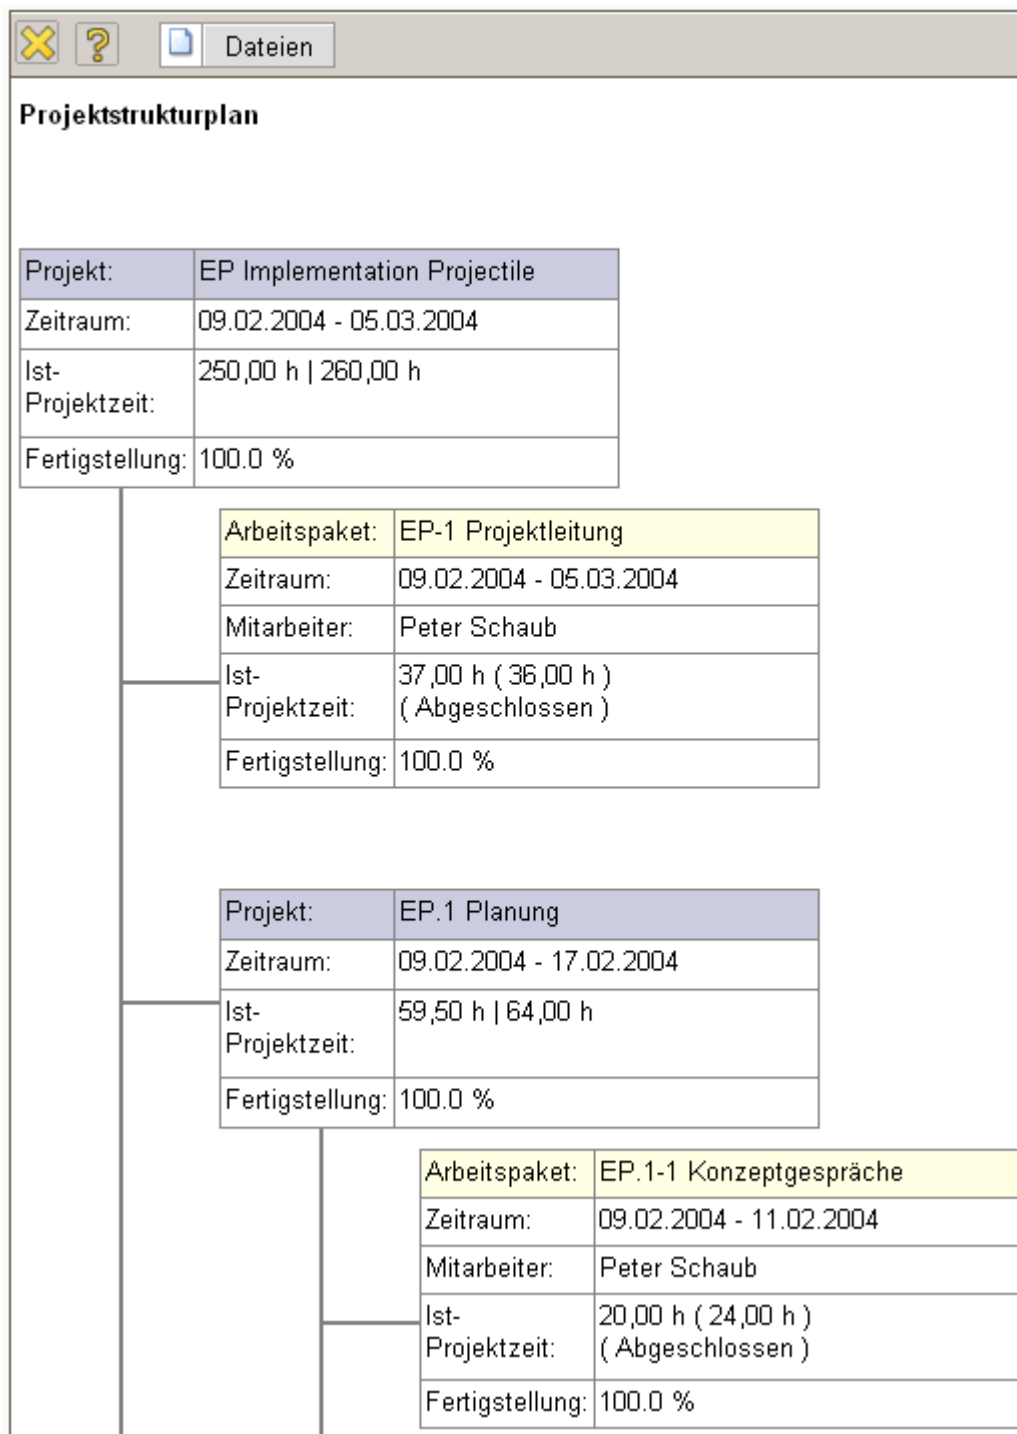 Dateien
Projektstrukturplan
Projekt: EP Implementation Projectile
Zeitraum: 09.02.2004 - 05.03.2004
Ist- 250,00 h | 260,00 h
Projektzeit:
Fertigstellung: 100.0 %
Arbeitspaket: EP-1 Projektleitung
Zeitraum: 09.02.2004 - 05.03.2004
Mitarbeiter: Peter Schaub
Ist- 37,00 h ( 36,00 h )
Projektzeit: ( Abgeschlossen )
Fertigstellung: 100.0 %
Projekt: EP.1 Planung
Zeitraum: 09.02.2004 - 17.02.2004
Ist- 59,50 h | 64,00 h
Projektzeit:
Fertigstellung: 100.0 %
Arbeitspaket: EP.1-1 Konzeptgespräche
Zeitraum: 09.02.2004 - 11.02.2004
Mitarbeiter: Peter Schaub
Ist- 20,00 h ( 24,00 h )
Projektzeit: ( Abgeschlossen )
Fertigstellung: 100.0 %